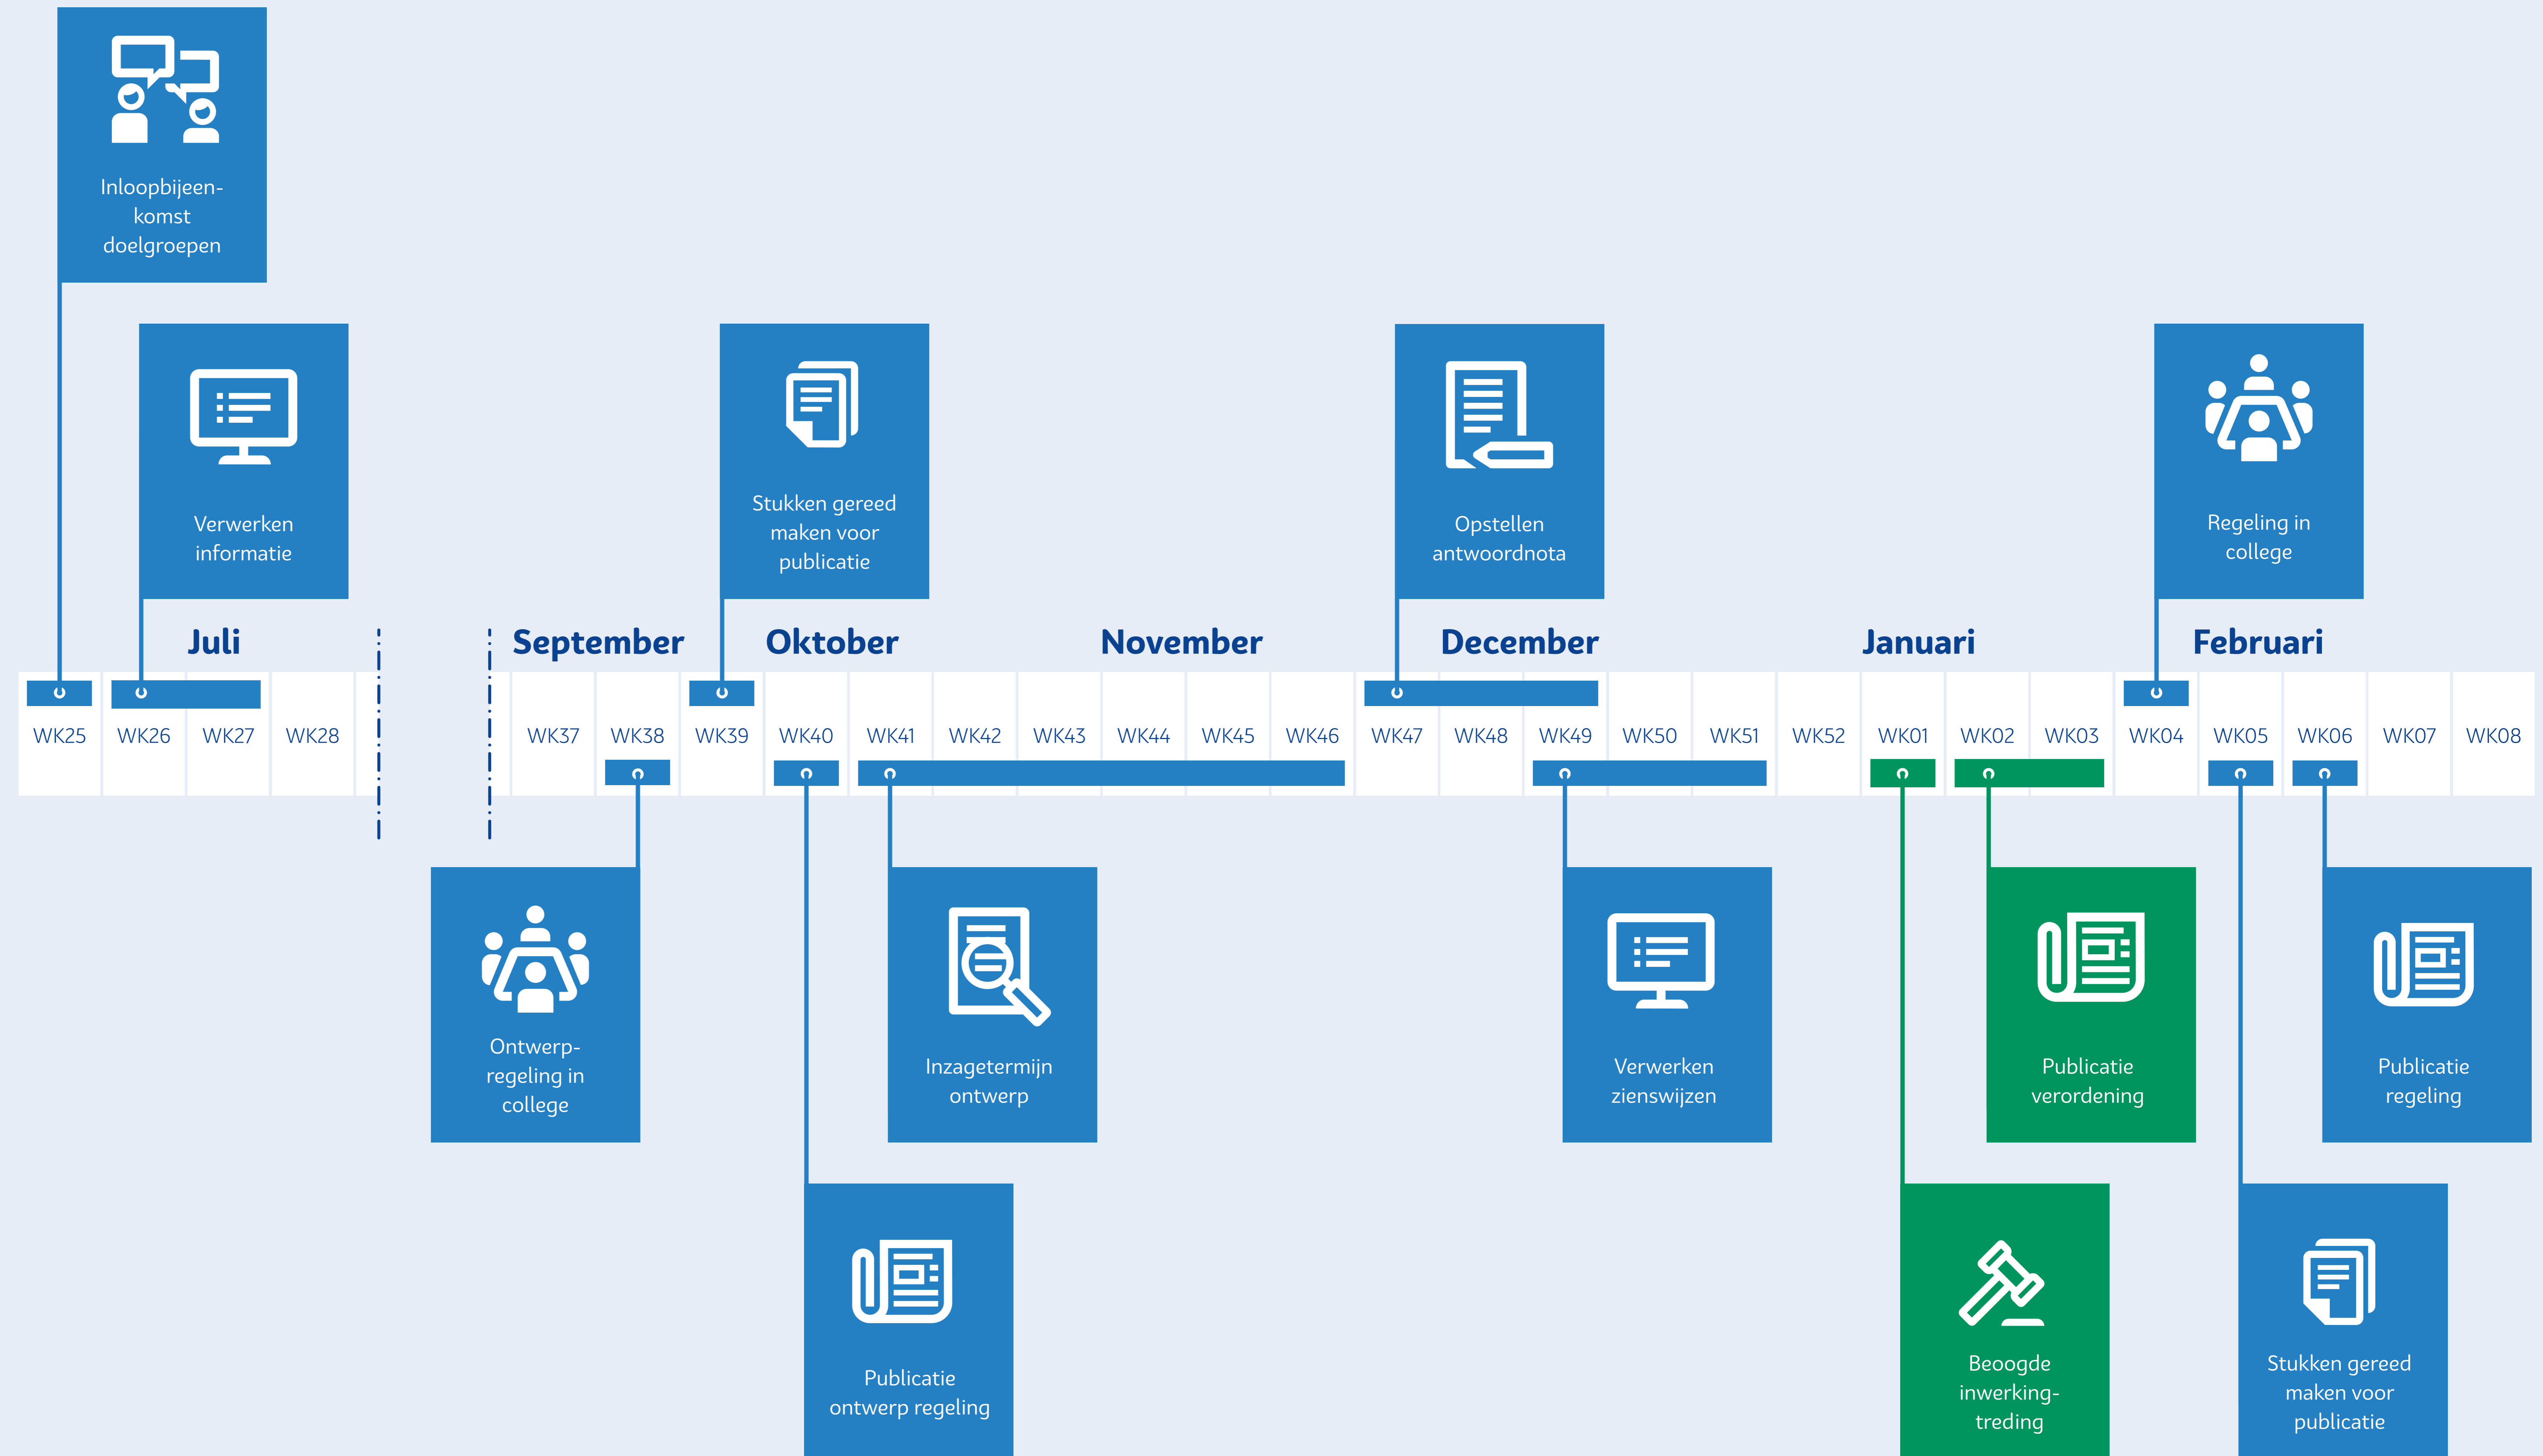 Inloopbijeen-
komst
doelgroepen
Verwerken
informatie
Stukken gereed
maken voor
publicatie
Opstellen
antwoordnota
Regeling in
college
Juli
September
Oktober
November
December
Januari
Februari
WK25
WK26
WK27
WK28
WK37
WK38
WK39
WK40
WK41
WK42
WK43
WK44
WK45
WK46
WK47
WK48
WK49
WK50
WK51
WK52
WK01
WK02
WK03
WK04
WK05
WK06
WK07
WK08
Ontwerp-
regeling in
college
Inzagetermijn
ontwerp
Verwerken
zienswijzen
Publicatie
verordening
Publicatie
regeling
Publicatie
ontwerp regeling
Beoogde
inwerking-
treding
Stukken gereed
maken voor
publicatie